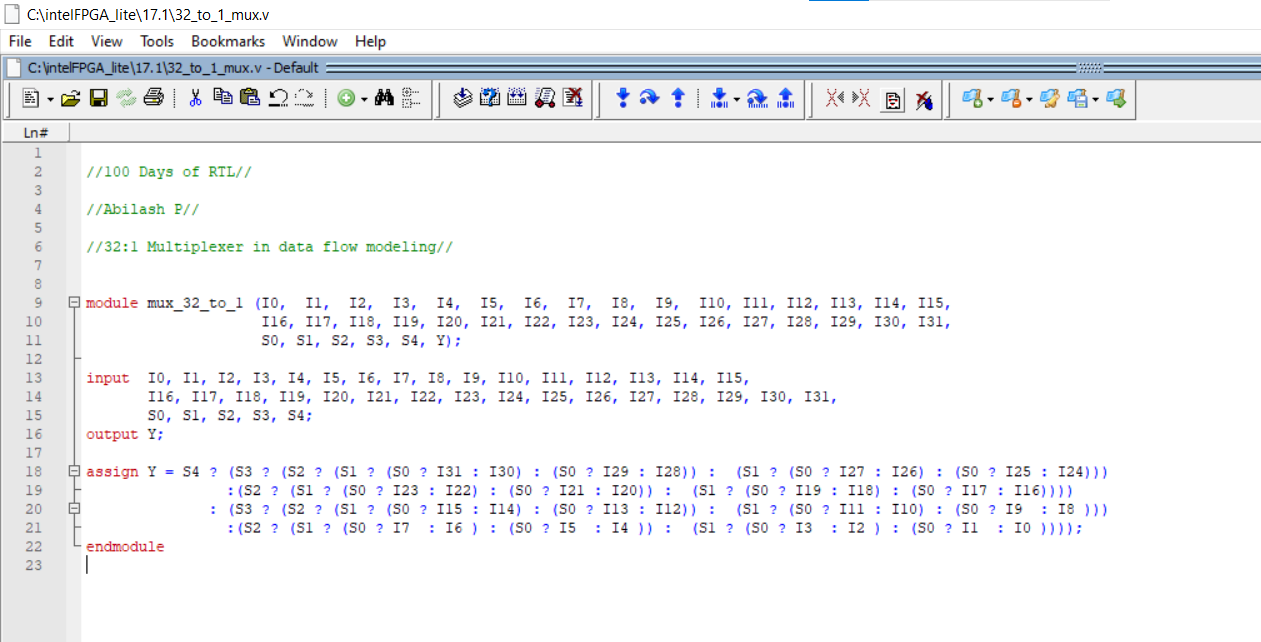 C:\intelFPGA_lite\17.1\32_to_1_mux.v
File Edit View Tools Bookmarks Window Help
C:\intelFPGA_lite\17.1\32_to_1_mux.v - Default
Ln#
1
2 //100 Days of RTL//
3
4 //Abilash P//
5
6 //32:1 Multiplexer in data flow modeling//
7
8
9 module mux_32_to_1 (I0, I1, I2, I3, I4, I5, I6, I7, I8, I9, I10, I11, I12, I13, I14, I15,
10 I16, I17, I18, I19, I20, I21, I22, I23, I24, I25, I26, I27, I28, I29, I30, I31,
11 S0, S1, S2, S3, S4, Y);
12
13 input I0, I1, I2, I3, I4, I5, I6, I7, I8, I9, I10, I11, I12, I13, I14, I15,
14 I16, I17, I18, I19, I20, I21, I22, I23, I24, I25, I26, I27, I28, I29, I30, I31,
15 S0, S1, S2, S3, S4;
16 output Y;
17
18 assign Y = S4 ? (S3 ? (S2 ? (S1 ? (S0 ? I31 : I30) : (S0 ? I29 : I28)) : (S1 ? (S0 ? I27 : I26) : (S0 ? I25 : I24)))
19 :(S2 ? (S1 ? (S0 ? I23 : I22) : (S0 ? I21 : I20)) : (S1 ? (S0 ? I19 : I18) : (S0 ? I17 : I16))))
20 : (S3 ? (S2 ? (S1 ? (S0 ? I15 : I14) : (S0 ? I13 : I12)) : (S1 ? (S0 ? I11 : I10) : (S0 ? I9 : I8 )))
21 :(S2 ? (S1 ? (S0 ? I7 : I6 ) : (S0 ? I5 : I4 )) : (S1 ? (S0 ? I3 : I2 ) : (S0 ? I1 : I0 ))));
22 endmodule
23